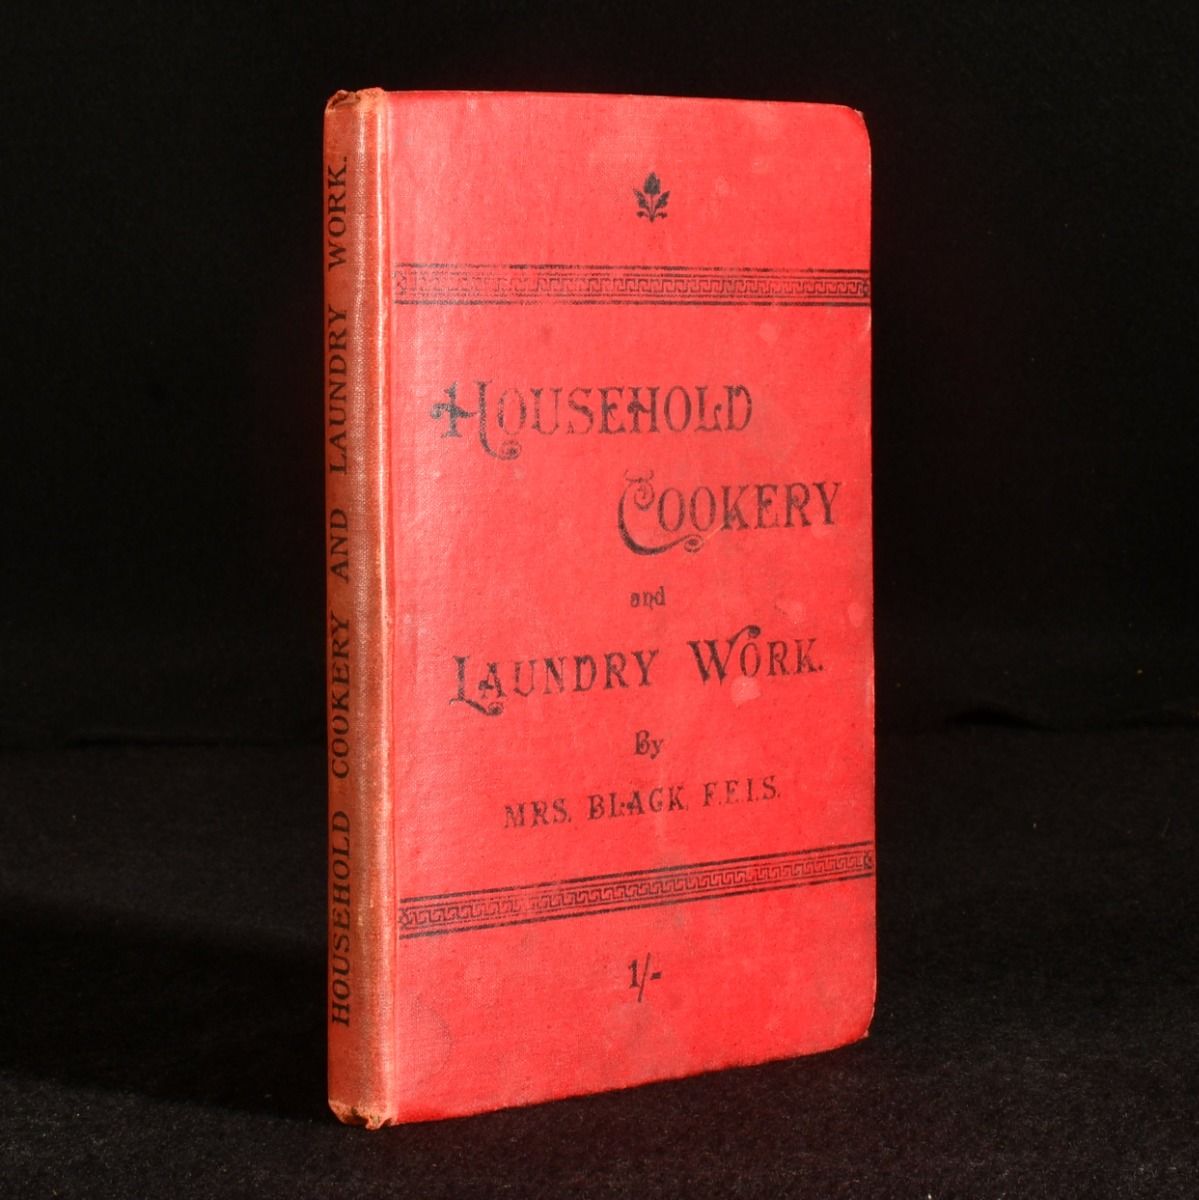 HOUSEHOLD COOKERY AND LAUNDRY WORK.
HOUSEHOLD
COOKERY
and
LAUNDRY WORK.
By
MRS. BLACK, F.E.I.S.
1/-